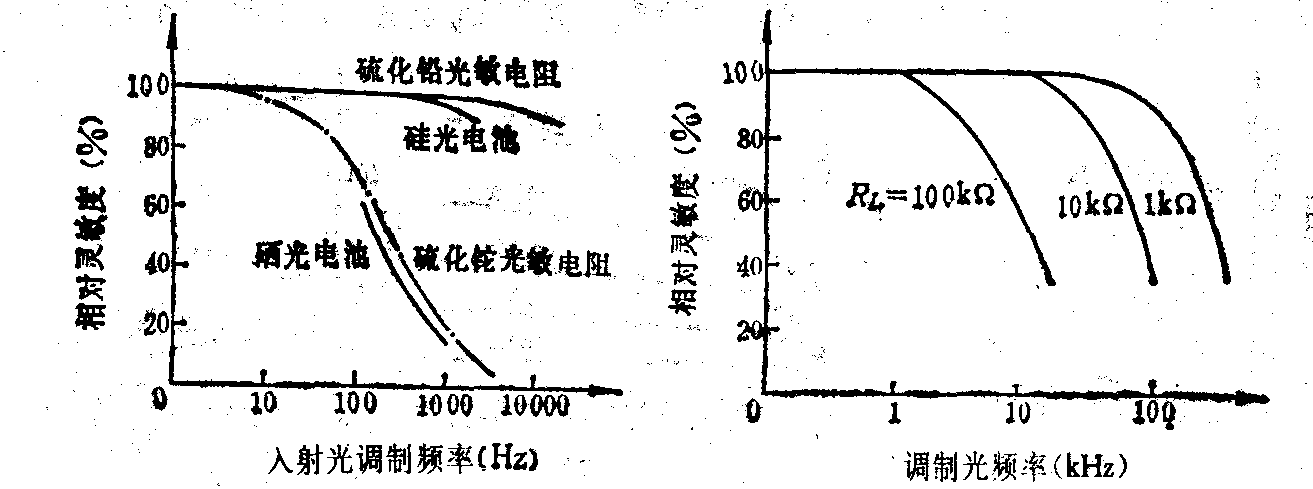 100
80
60
40
20
0
10
100
1000
10000
相对灵敏度(%)
硫化铅光敏电阻
硅光电池
硒光电池
硫化铊光敏电阻
入射光调制频率(Hz)
100
80
60
40
20
0
1
10
100
相对灵敏度(%)
R_L=100kΩ
10kΩ
1kΩ
调制光频率(kHz)